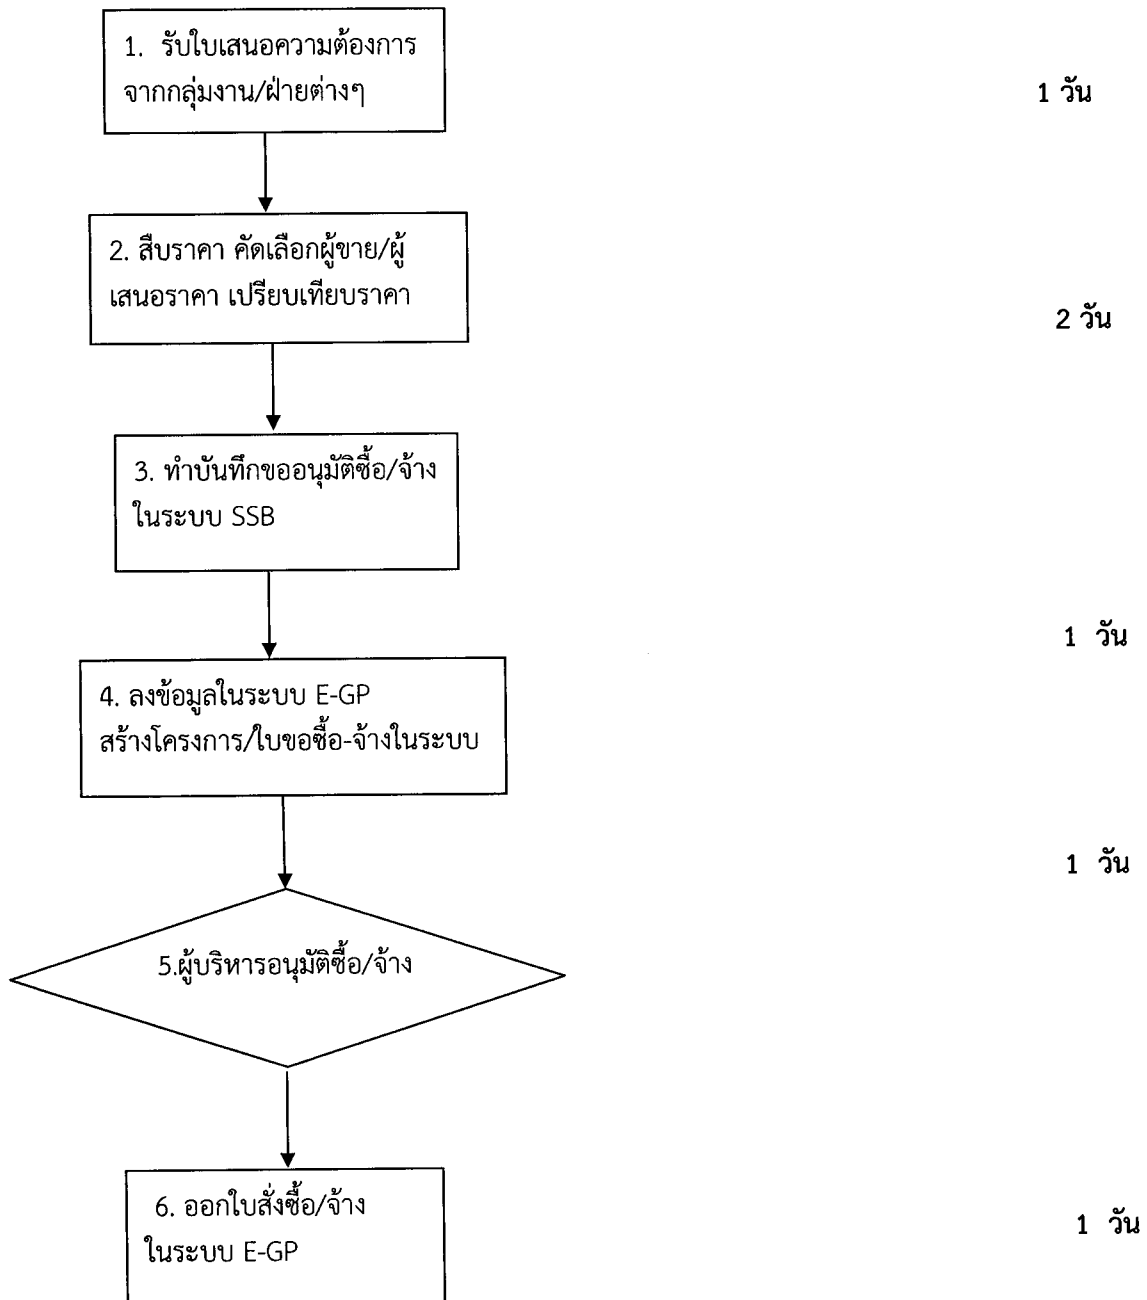 1. รับใบเสนอความต้องการ
จากกลุ่มงาน/ฝ่ายต่างๆ
1 วัน
2. สืบราคา คัดเลือกผู้ขาย/ผู้
เสนอราคา เปรียบเทียบราคา
2 วัน
3. ทำบันทึกขออนุมัติซื้อ/จ้าง
ในระบบ SSB
1 วัน
4. ลงข้อมูลในระบบ E-GP
สร้างโครงการ/ใบขอซื้อ-จ้างในระบบ
1 วัน
5.ผู้บริหารอนุมัติซื้อ/จ้าง
6. ออกใบสั่งซื้อ/จ้าง
ในระบบ E-GP
1 วัน